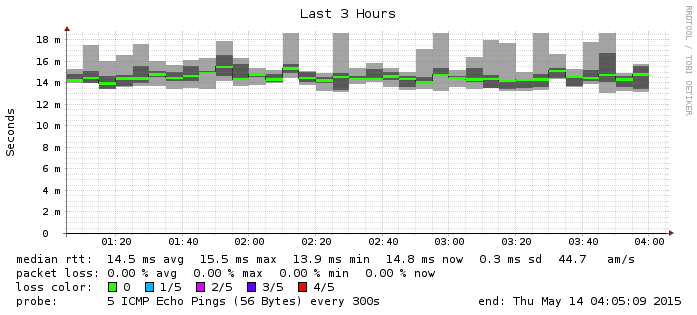 Last 3 Hours
RRDTOOL / TOBI OETIKER
Seconds
18 m
16 m
14 m
12 m
10 m
8 m
6 m
4 m
2 m
0
01:20 01:40 02:00 02:20 02:40 03:00 03:20 03:40 04:00
median rtt: 14.5 ms avg 15.5 ms max 13.9 ms min 14.8 ms now 0.3 ms sd 44.7 am/s
packet loss: 0.00 % avg 0.00 % max 0.00 % min 0.00 % now
loss color: 0 1/5 2/5 3/5 4/5
probe: 5 ICMP Echo Pings (56 Bytes) every 300s end: Thu May 14 04:05:09 2015